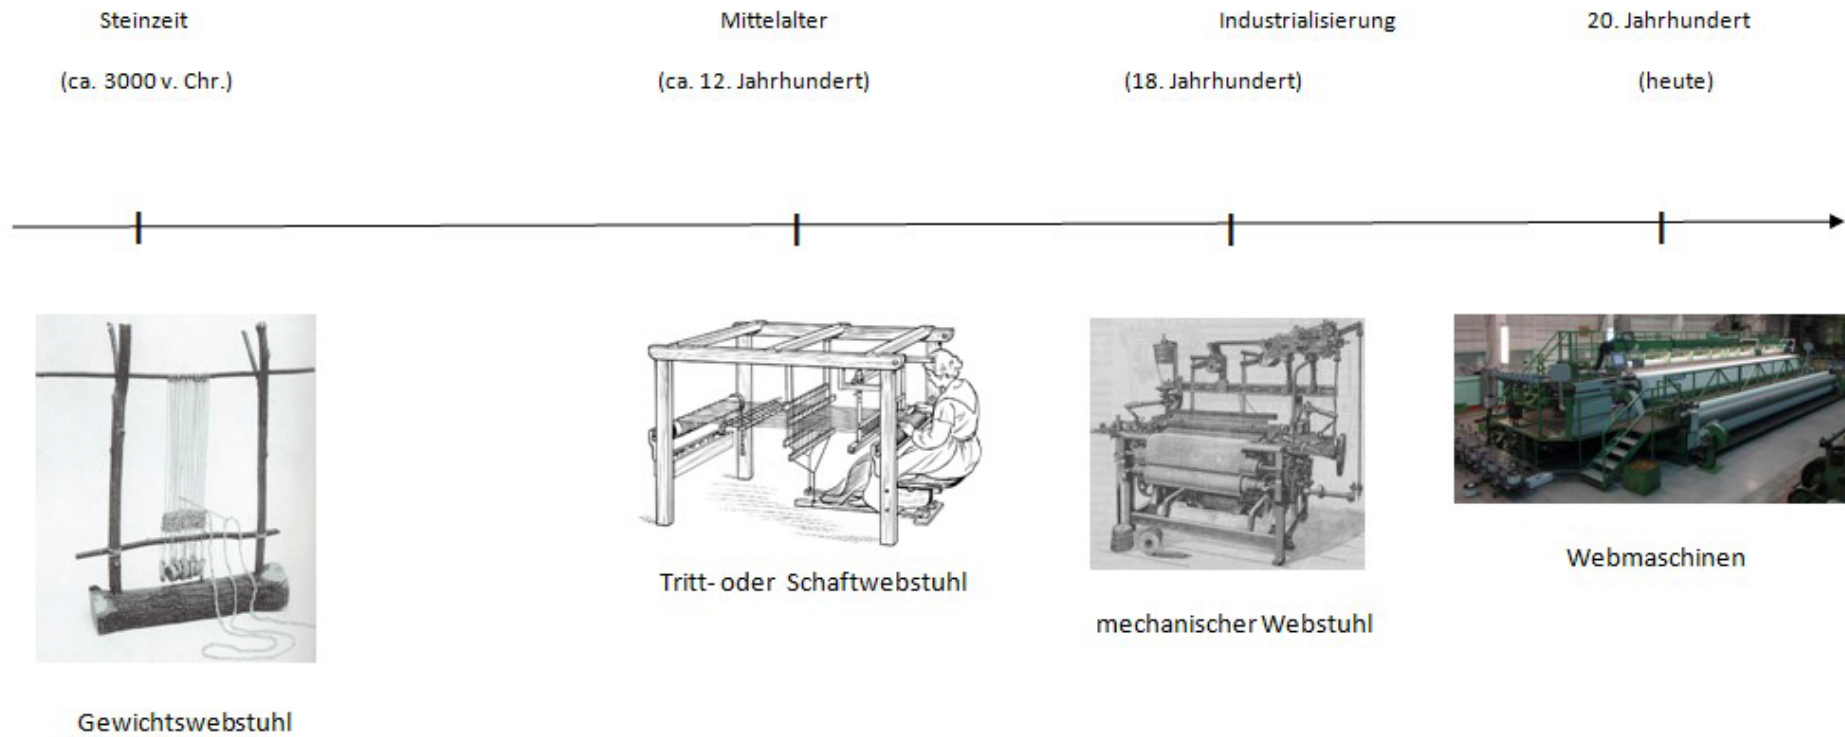 Steinzeit
(ca. 3000 v. Chr.)
Mittelalter
(ca. 12. Jahrhundert)
Industrialisierung
(18. Jahrhundert)
20. Jahrhundert
(heute)
Gewichtswebstuhl
Tritt- oder Schaftwebstuhl
mechanischer Webstuhl
Webmaschinen